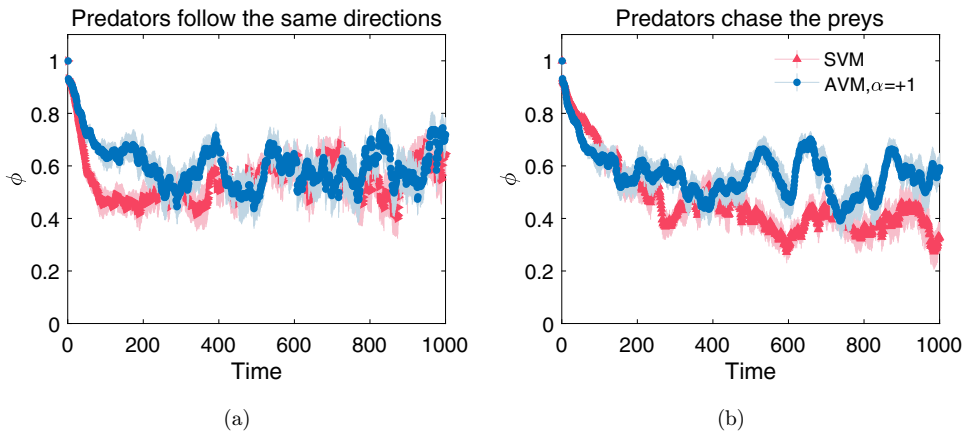 Predators follow the same directions
1
0.8
0.6
0.4
0.2
0
ϕ
0 200 400 600 800 1000
Time
(a)
Predators chase the preys
SVM
AVM,α=+1
1
0.8
0.6
0.4
0.2
0
ϕ
0 200 400 600 800 1000
Time
(b)